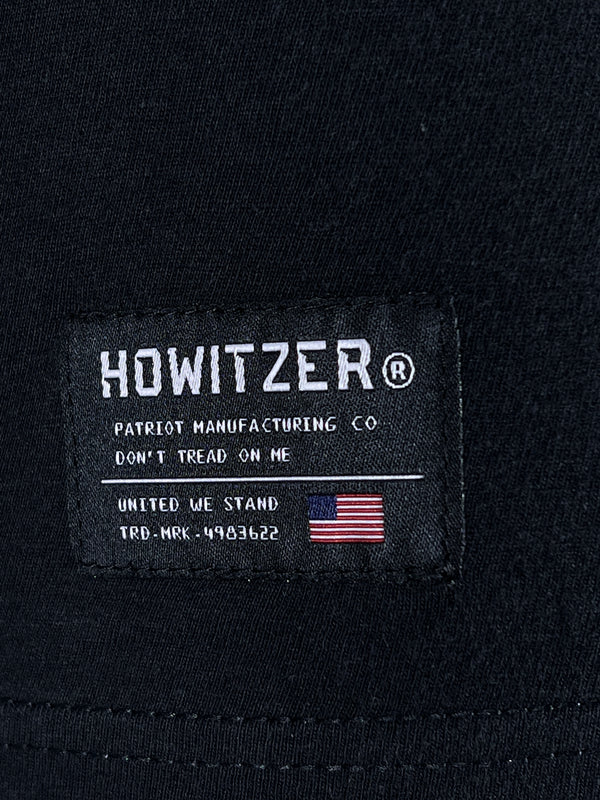 HOWITZER®
PATRIOT MANUFACTURING CO
DON'T TREAD ON ME
UNITED WE STAND
TRD-MRK-4983622